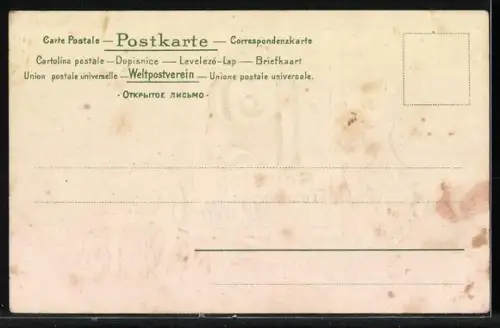 Carte Postale — Postkarte — Correspondenzkarte
Cartolina postale — Dopisnice — Levelező-Lap — Briefkaart
Union postale universelle — Weltpostverein — Unione postale universale.
· ОТКРЫТОЕ ПИСЬМО ·